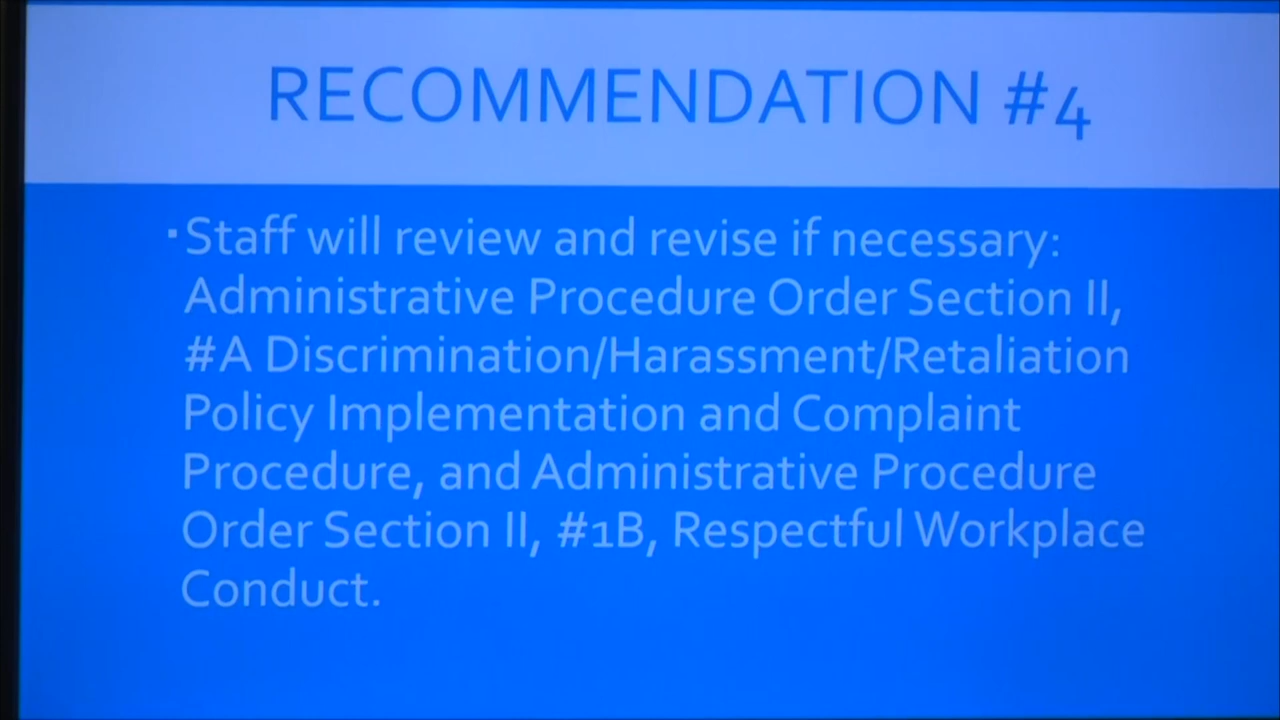 RECOMMENDATION #4
▪Staff will review and revise if necessary:
Administrative Procedure Order Section II,
#A Discrimination/Harassment/Retaliation
Policy Implementation and Complaint
Procedure, and Administrative Procedure
Order Section II, #1B, Respectful Workplace
Conduct.